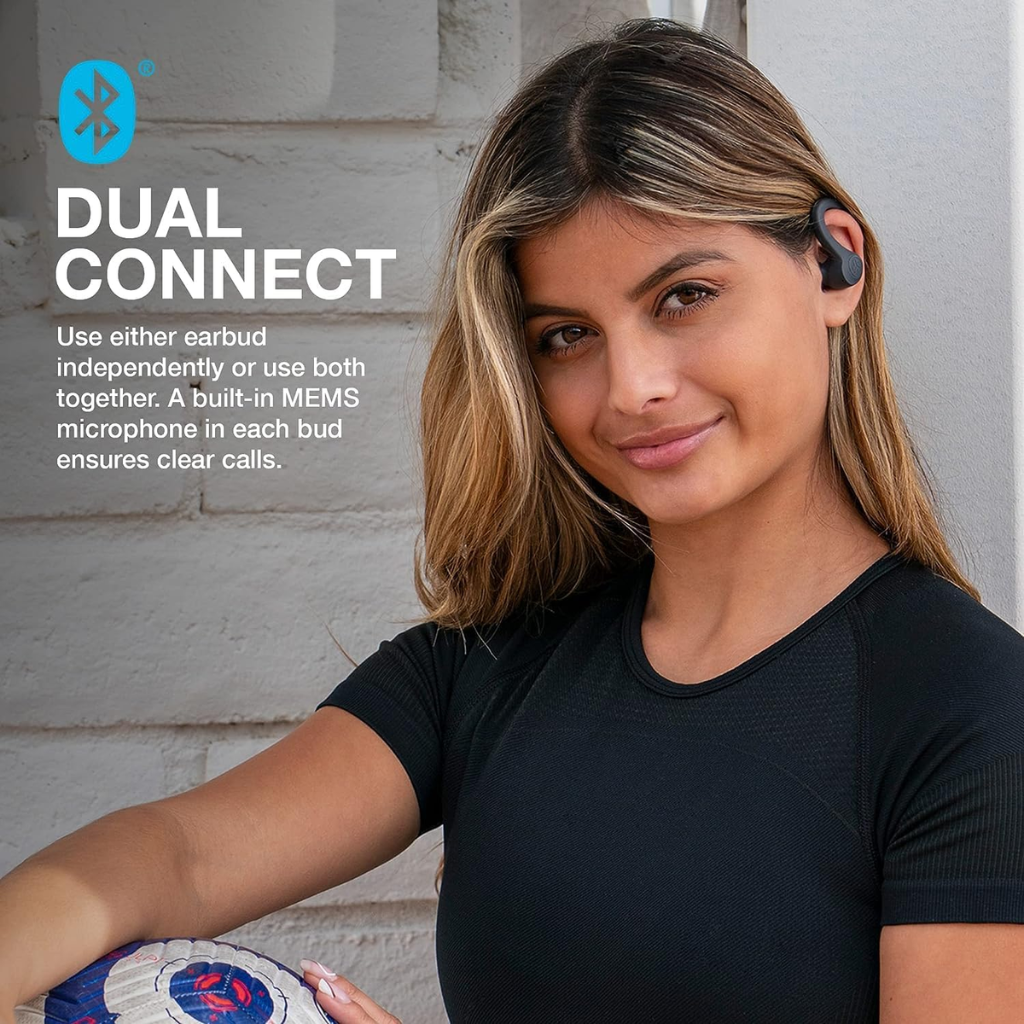 ®
DUAL
CONNECT
Use either earbud
independently or use both
together. A built-in MEMS
microphone in each bud
ensures clear calls.